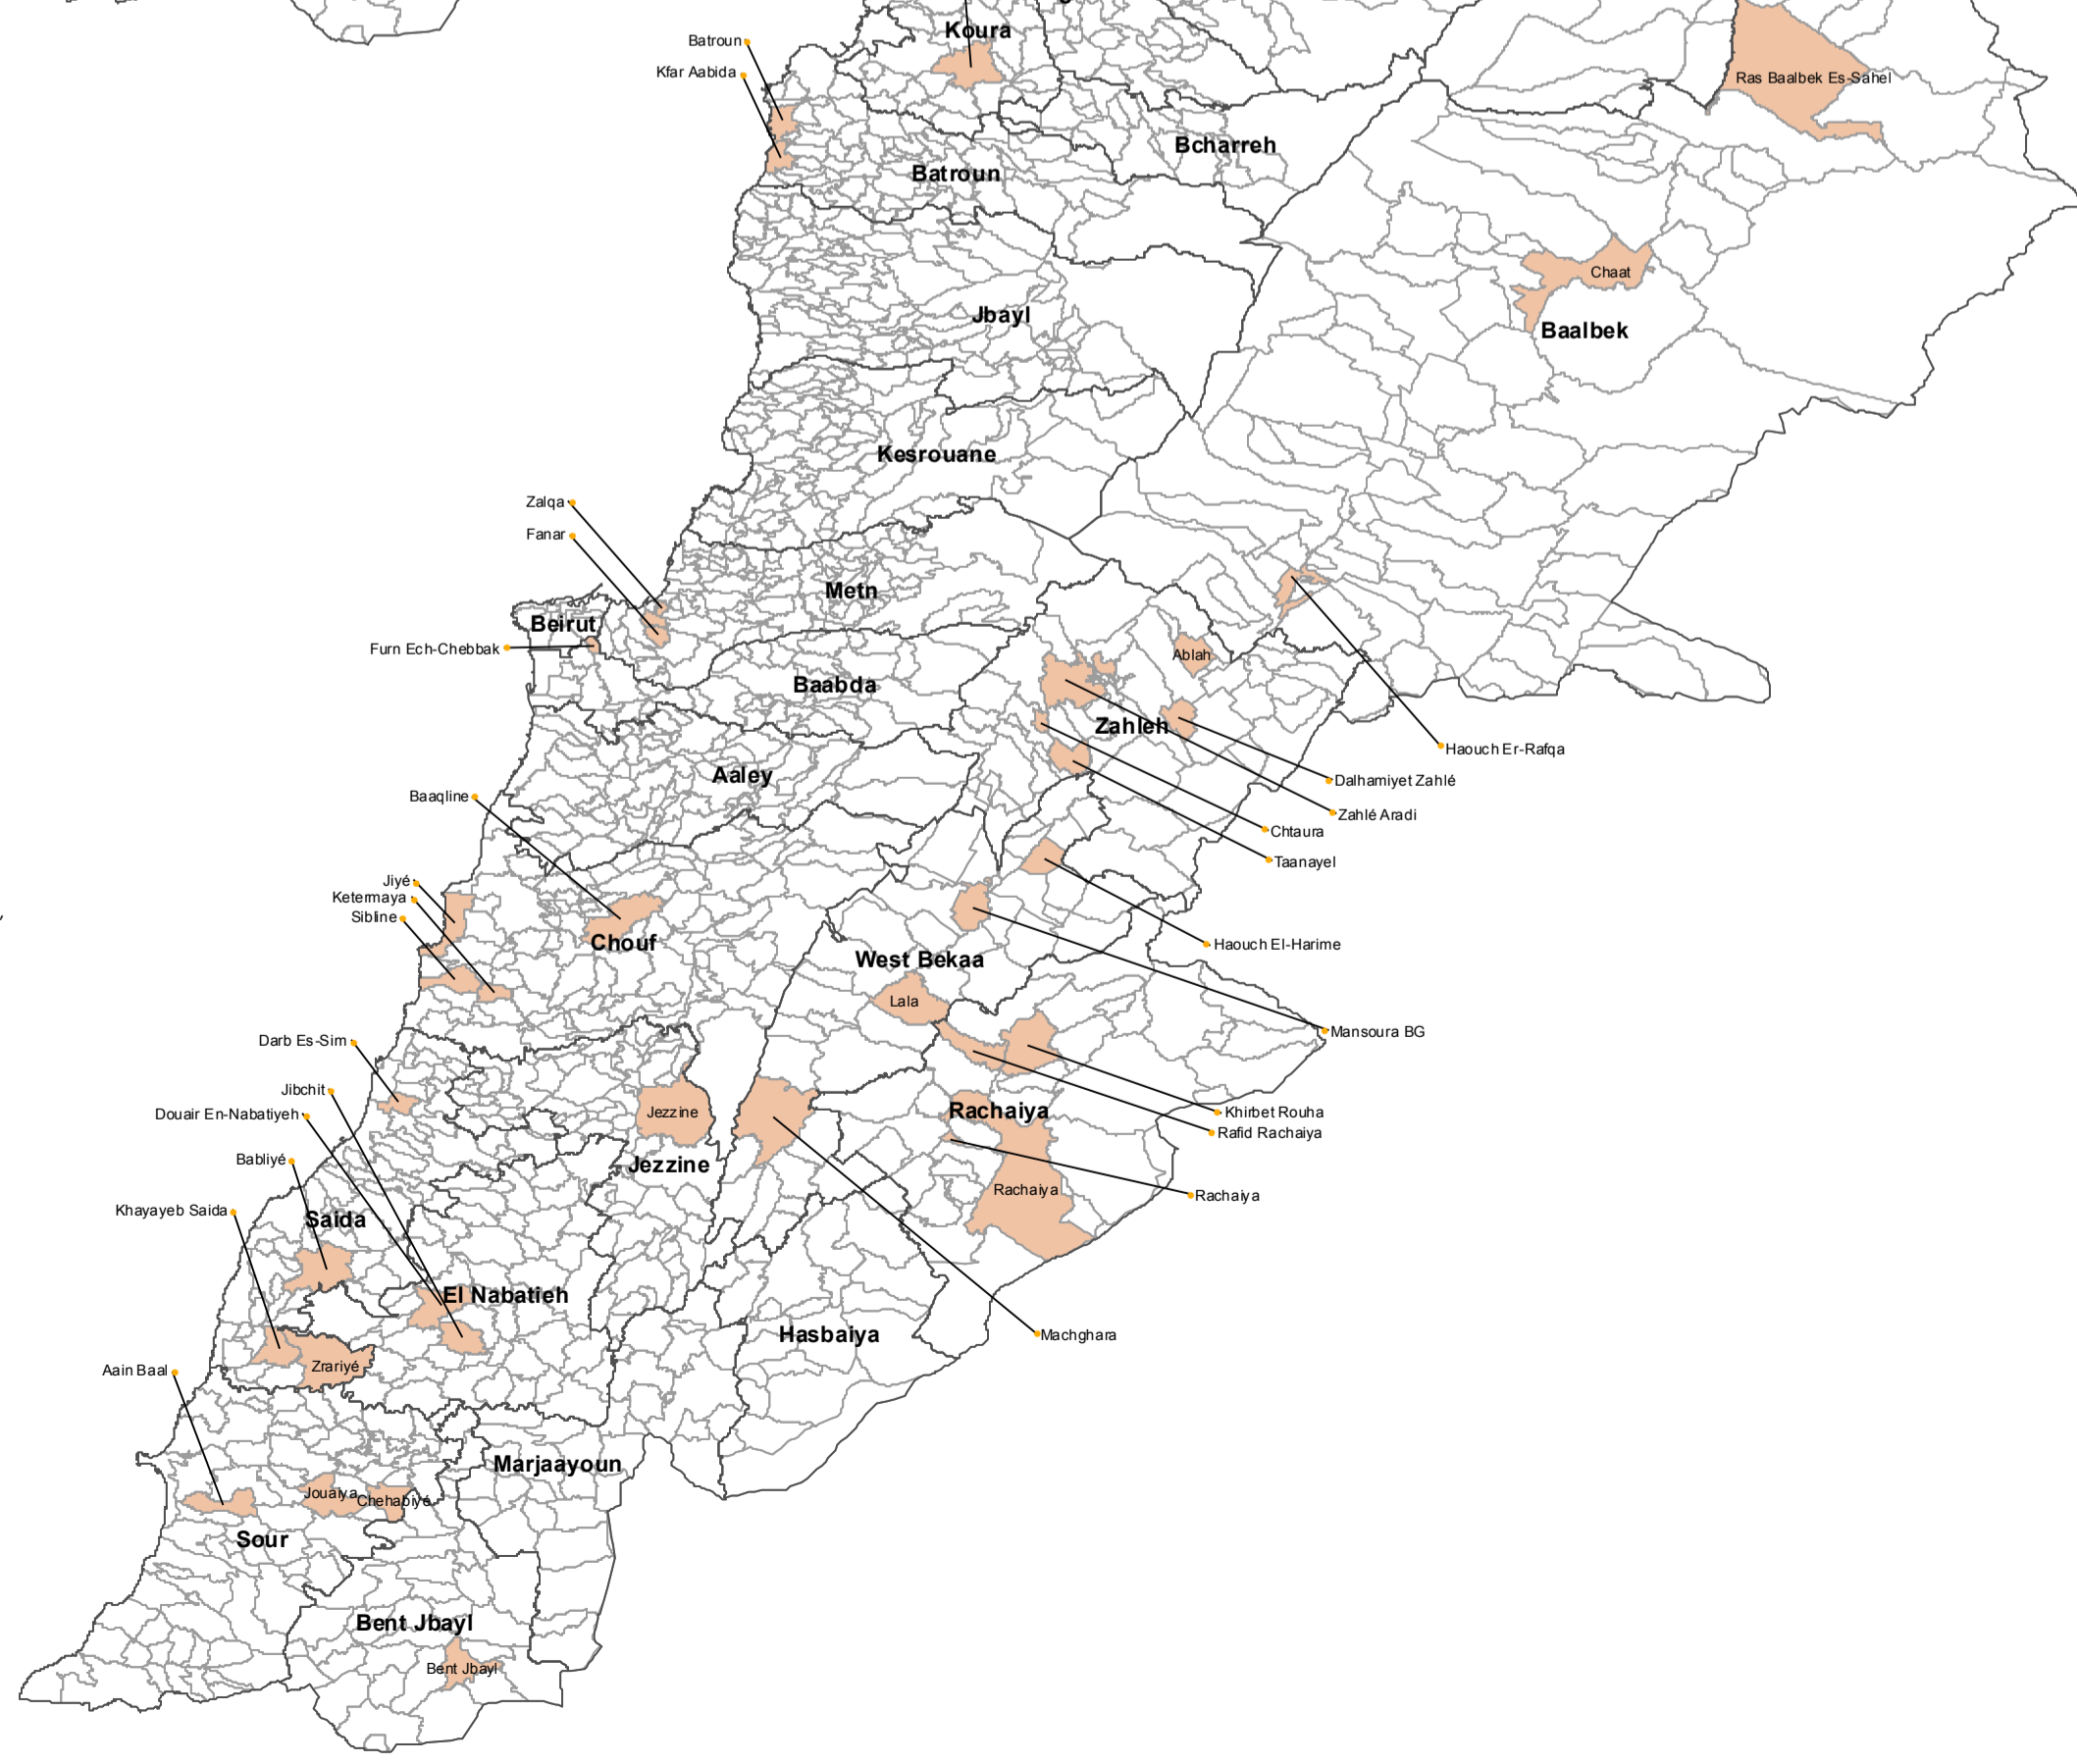 Koura
Batroun
Kfar Aabida
Ras Baalbek Es-Sahel
Bcharreh
Batroun
Chaat
Jbayl
Baalbek
Kesrouane
Zalqa
Fanar
Metn
Beirut
Furn Ech-Chebbak
Ablah
Baabda
Zahleh
Haouch Er-Rafqa
Aaley
Dalhamiyet Zahlé
Baaqline
Zahlé Aradi
Chtaura
Taanayel
Jiyé
Ketermaya
Sibline
Chouf
Haouch El-Harime
West Bekaa
Lala
Mansoura BG
Darb Es-Sim
Jibchit
Douair En-Nabatiyeh
Jezzine
Rachaiya
Khirbet Rouha
Rafid Rachaiya
Babliyé
Jezzine
Rachaiya
Rachaiya
Khayayeb Saida
Saida
El Nabatieh
Hasbaiya
Machghara
Zrariyé
Aain Baal
Marjaayoun
Jouaiya
Chehabiyé
Sour
Bent Jbayl
Bent Jbayl